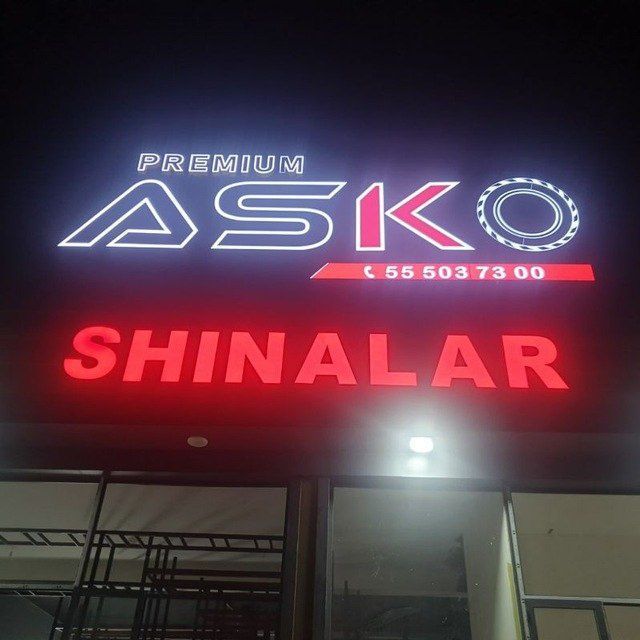 PREMIUM
ASKO
55 503 73 00
SHINALAR